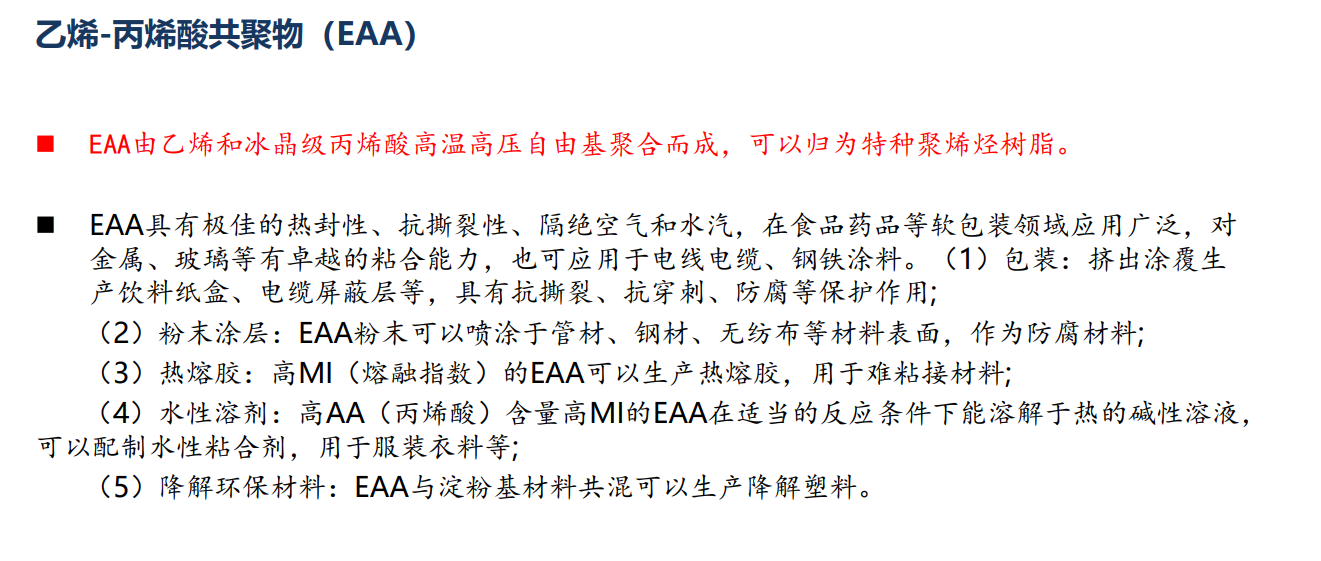 乙烯-丙烯酸共聚物（EAA）
EAA由乙烯和冰晶级丙烯酸高温高压自由基聚合而成，可以归为特种聚烯烃树脂。
EAA具有极佳的热封性、抗撕裂性、隔绝空气和水汽，在食品药品等软包装领域应用广泛，对
金属、玻璃等有卓越的粘合能力，也可应用于电线电缆、钢铁涂料。（1）包装：挤出涂覆生
产饮料纸盒、电缆屏蔽层等，具有抗撕裂、抗穿刺、防腐等保护作用;
（2）粉末涂层：EAA粉末可以喷涂于管材、钢材、无纺布等材料表面，作为防腐材料;
（3）热熔胶：高MI（熔融指数）的EAA可以生产热熔胶，用于难粘接材料;
（4）水性溶剂：高AA（丙烯酸）含量高MI的EAA在适当的反应条件下能溶解于热的碱性溶液，
可以配制水性粘合剂，用于服装衣料等;
（5）降解环保材料：EAA与淀粉基材料共混可以生产降解塑料。